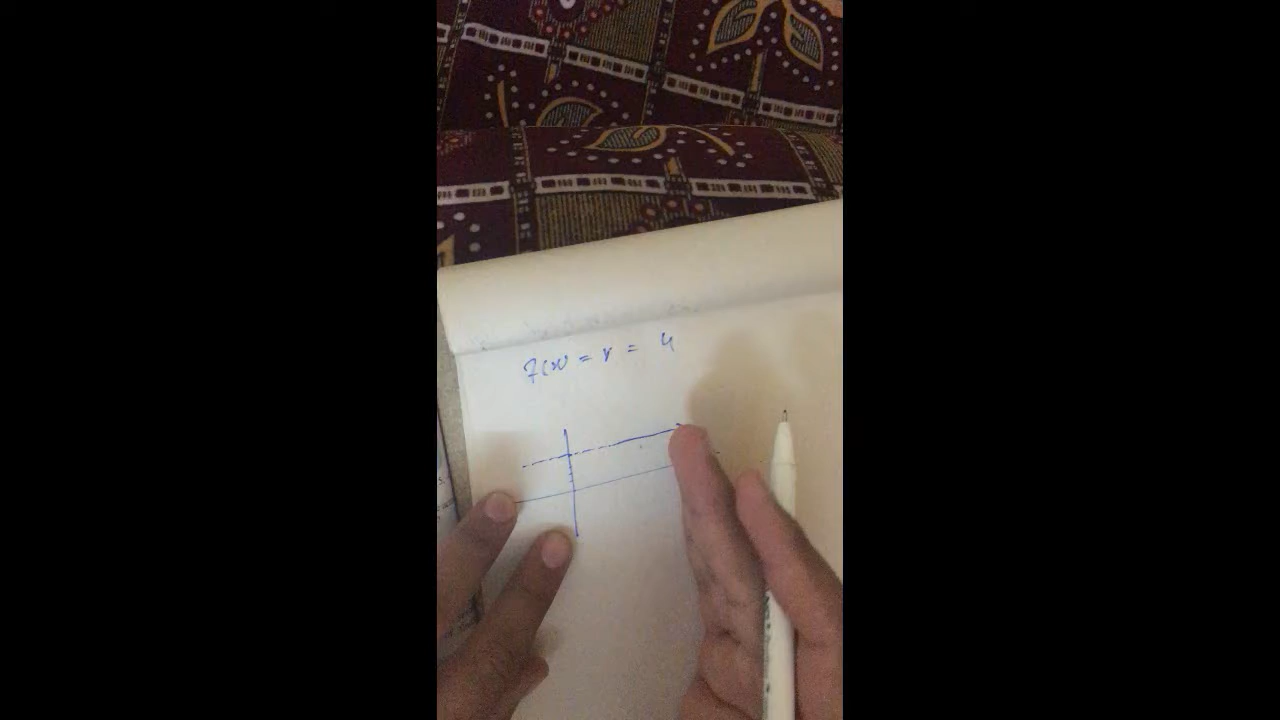 f(x) = y = 4